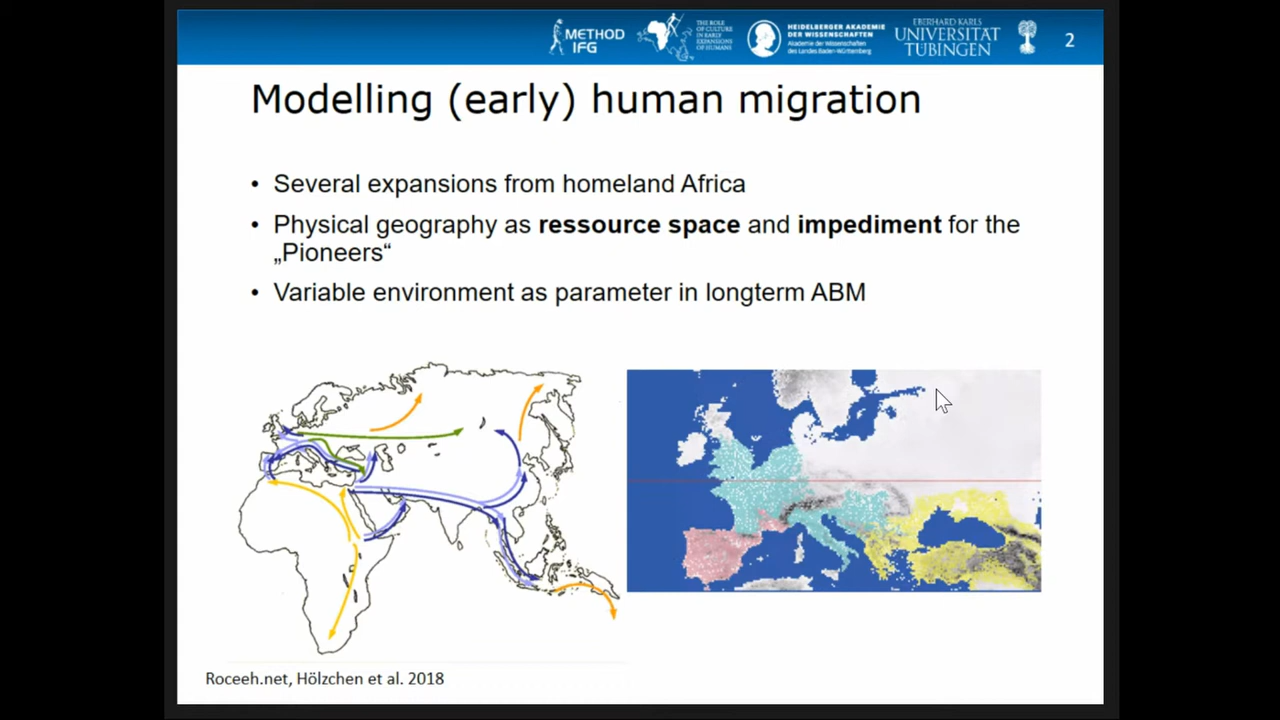 METHOD
IFG
THE ROLE
OF CULTURE
IN EARLY
EXPANSIONS
OF HUMANS
HEIDELBERGER AKADEMIE
DER WISSENSCHAFTEN
Akademie der Wissenschaften
des Landes Baden-Württemberg
EBERHARD KARLS
UNIVERSITÄT
TÜBINGEN
2
Modelling (early) human migration
• Several expansions from homeland Africa
• Physical geography as ressource space and impediment for the
„Pioneers“
• Variable environment as parameter in longterm ABM
Roceeh.net, Hölzchen et al. 2018